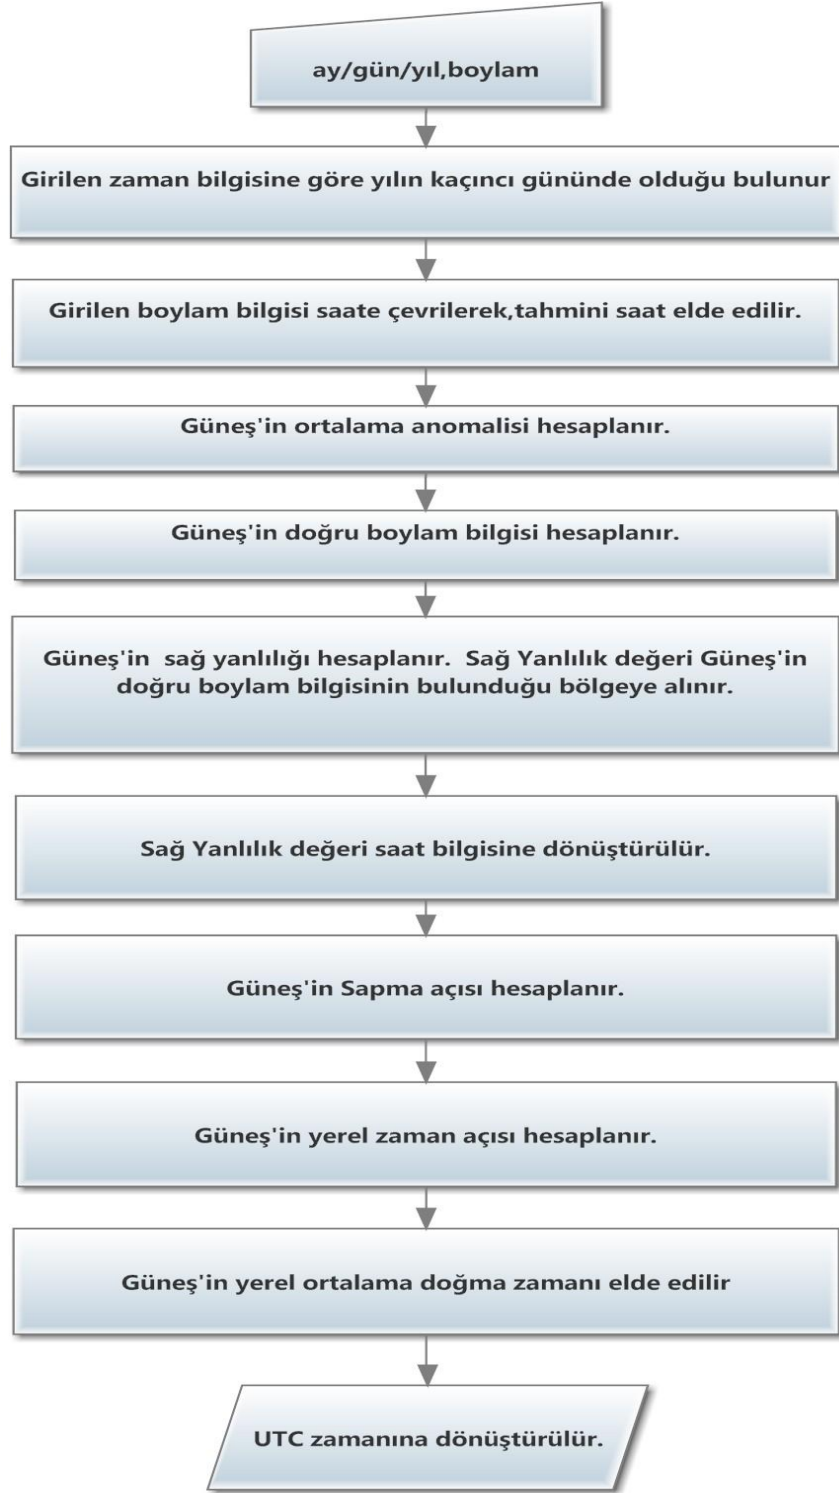 ay/gün/yıl,boylam
Girilen zaman bilgisine göre yılın kaçıncı gününde olduğu bulunur
Girilen boylam bilgisi saate çevrilerek,tahmini saat elde edilir.
Güneş'in ortalama anomalisi hesaplanır.
Güneş'in doğru boylam bilgisi hesaplanır.
Güneş'in  sağ yanlılığı hesaplanır.  Sağ Yanlılık değeri Güneş'in
doğru boylam bilgisinin bulunduğu bölgeye alınır.
Sağ Yanlılık değeri saat bilgisine dönüştürülür.
Güneş'in Sapma açısı hesaplanır.
Güneş'in yerel zaman açısı hesaplanır.
Güneş'in yerel ortalama doğma zamanı elde edilir
UTC zamanına dönüştürülür.